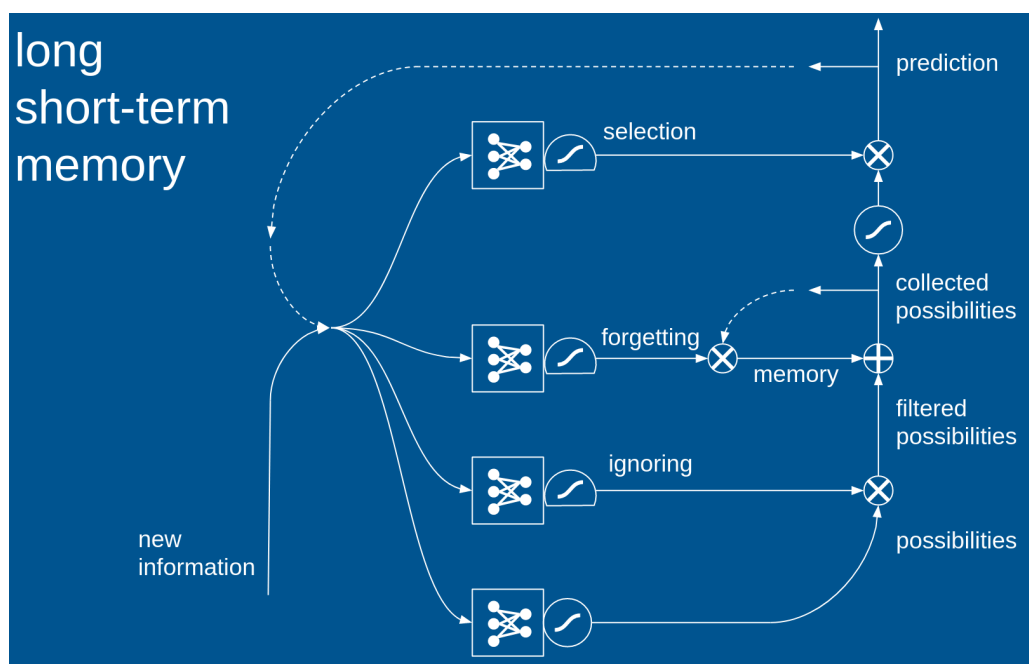 long
short-term
memory
prediction
selection
collected
possibilities
forgetting
memory
filtered
possibilities
ignoring
new
information
possibilities